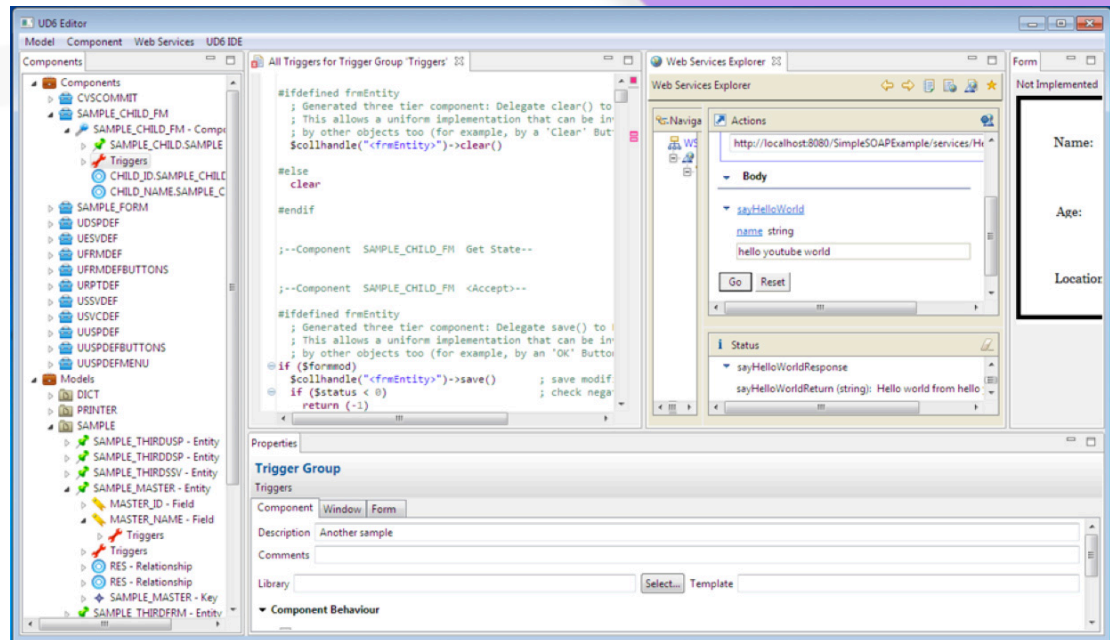 UD6 Editor
Model Component Web Services UD6 IDE
Components
Components
CVSCOMMIT
SAMPLE_CHILD_FM
SAMPLE_CHILD_FM - Compo
SAMPLE_CHILD.SAMPLE
Triggers
CHILD_ID.SAMPLE_CHILD
CHILD_NAME.SAMPLE_C
SAMPLE_FORM
UDSPDEF
UESVDEF
UFRMDEF
UFRMDEFBUTTONS
URPTDEF
USSVDEF
USVCDEF
UUSPDEF
UUSPDEFBUTTONS
UUSPDEFMENU
Models
DICT
PRINTER
SAMPLE
SAMPLE_THIRDUSP - Entity
SAMPLE_THIRDDSP - Entity
SAMPLE_THIRDSSV - Entity
SAMPLE_MASTER - Entity
MASTER_ID - Field
MASTER_NAME - Field
Triggers
Triggers
RES - Relationship
RES - Relationship
SAMPLE_MASTER - Key
SAMPLE_THIRDFRM - Entity
All Triggers for Trigger Group 'Triggers'
#ifdefined frmEntity
; Generated three tier component: Delegate clear() to
; This allows a uniform implementation that can be in
; by other objects too (for example, by a 'Clear' But
$collhandle("<frmEntity>")->clear()
#else
clear
#endif
;--Component SAMPLE_CHILD_FM Get State--
;--Component SAMPLE_CHILD_FM <Accept>--
#ifdefined frmEntity
; Generated three tier component: Delegate save() to
; This allows a uniform implementation that can be in
; by other objects too (for example, by an 'OK' Butto
if ($formmod)
$collhandle("<frmEntity>")->save() ; save modif
if ($status < 0) ; check nega
return (-1)
Web Services Explorer
Web Services Explorer
Naviga
WS
Actions
http://localhost:8080/SimpleSOAPExample/services/He
Body
sayHelloWorld
name string
hello youtube world
Go Reset
Status
sayHelloWorldResponse
sayHelloWorldReturn (string): Hello world from hello
Form
Not Implemented
Name:
Age:
Location
Properties
Trigger Group
Triggers
Component Window Form
Description Another sample
Comments
Library Select... Template
Component Behaviour